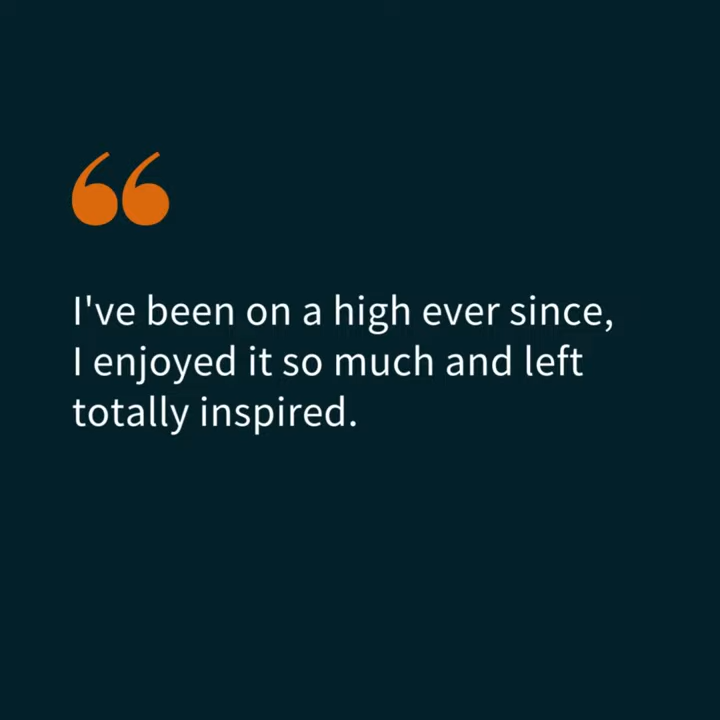 “
I've been on a high ever since,
I enjoyed it so much and left
totally inspired.